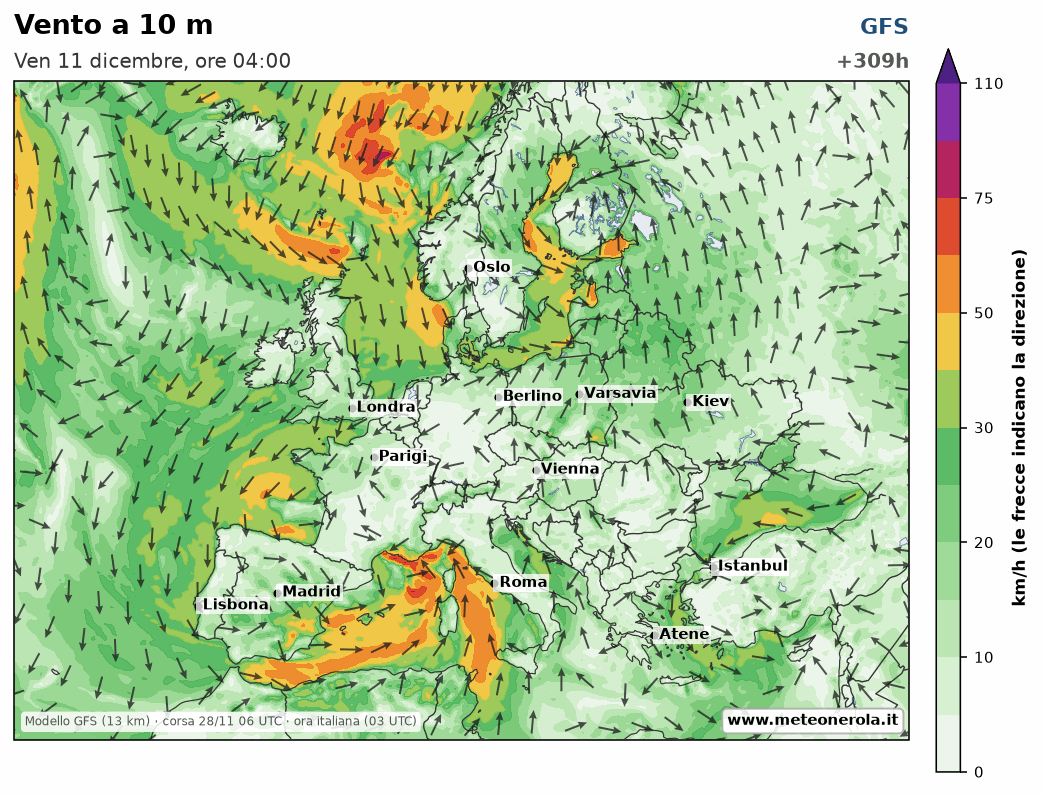 Vento a 10 m
GFS
Ven 11 dicembre, ore 04:00
+309h
110
75
50
30
20
10
0
km/h (le frecce indicano la direzione)
Oslo
Londra
Berlino
Varsavia
Kiev
Parigi
Vienna
Istanbul
Roma
Madrid
Lisbona
Atene
Modello GFS (13 km) · corsa 28/11 06 UTC · ora italiana (03 UTC)
www.meteonerola.it